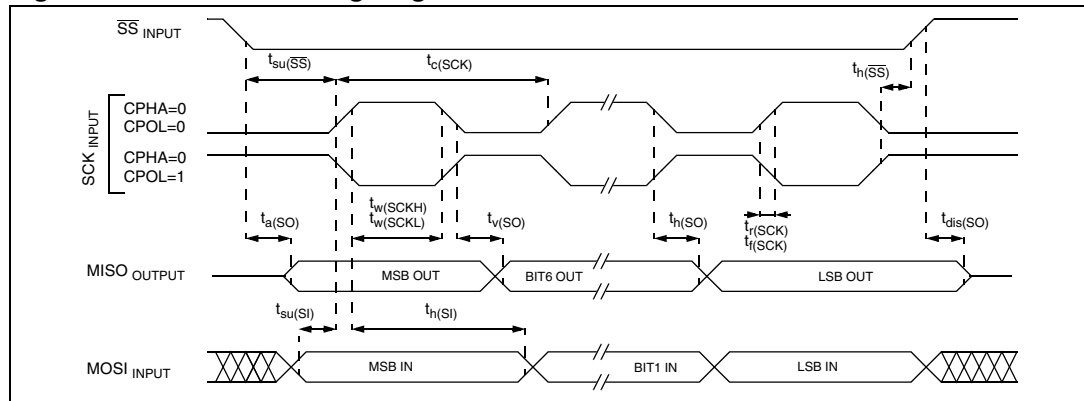 SS INPUT
tsu(SS)
tc(SCK)
th(SS)
SCK INPUT
CPHA=0
CPOL=0
CPHA=0
CPOL=1
ta(SO)
tw(SCKH)
tw(SCKL)
tv(SO)
th(SO)
tr(SCK)
tf(SCK)
tdis(SO)
MISO OUTPUT
MSB OUT
BIT6 OUT
LSB OUT
tsu(SI)
th(SI)
MOSI INPUT
MSB IN
BIT1 IN
LSB IN